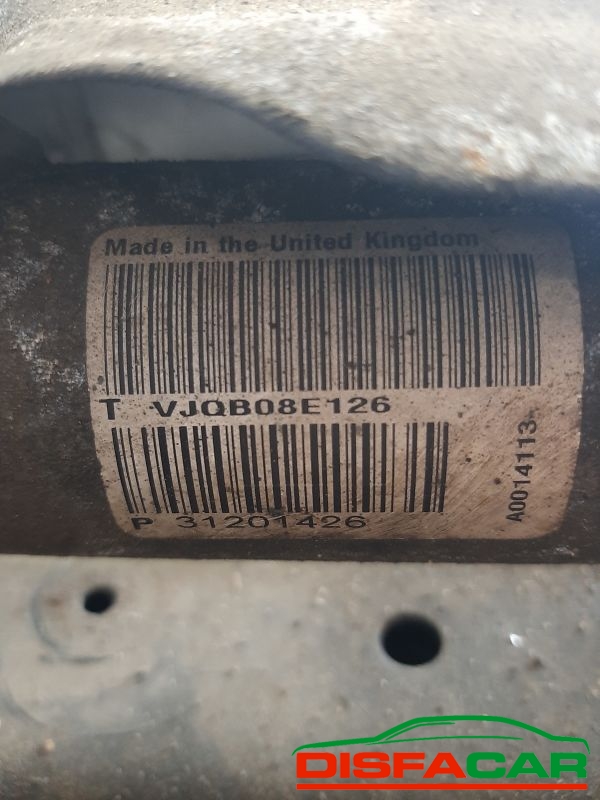 Made in the United Kingdom
T VJQB08E126
P 31201426
A0014113
DISFACAR